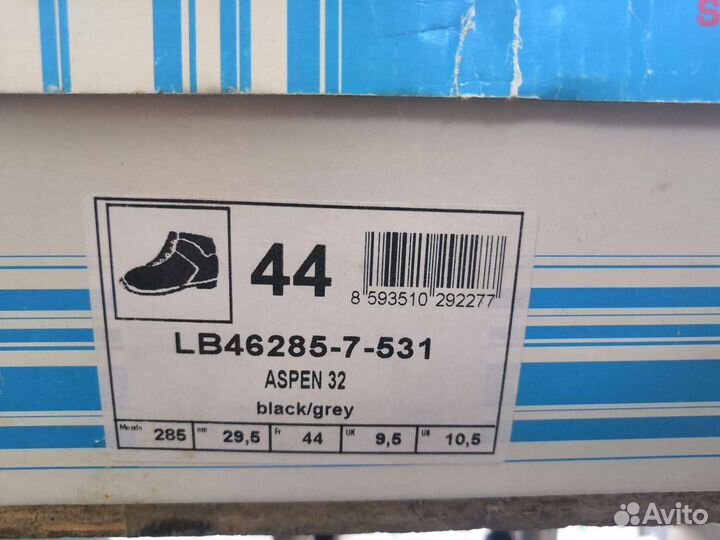 S
44
8 593510 292277
LB46285-7-531
ASPEN 32
black/grey
Mondo 285 cm 29,5 Fr 44 UK 9,5 US 10,5
Avito